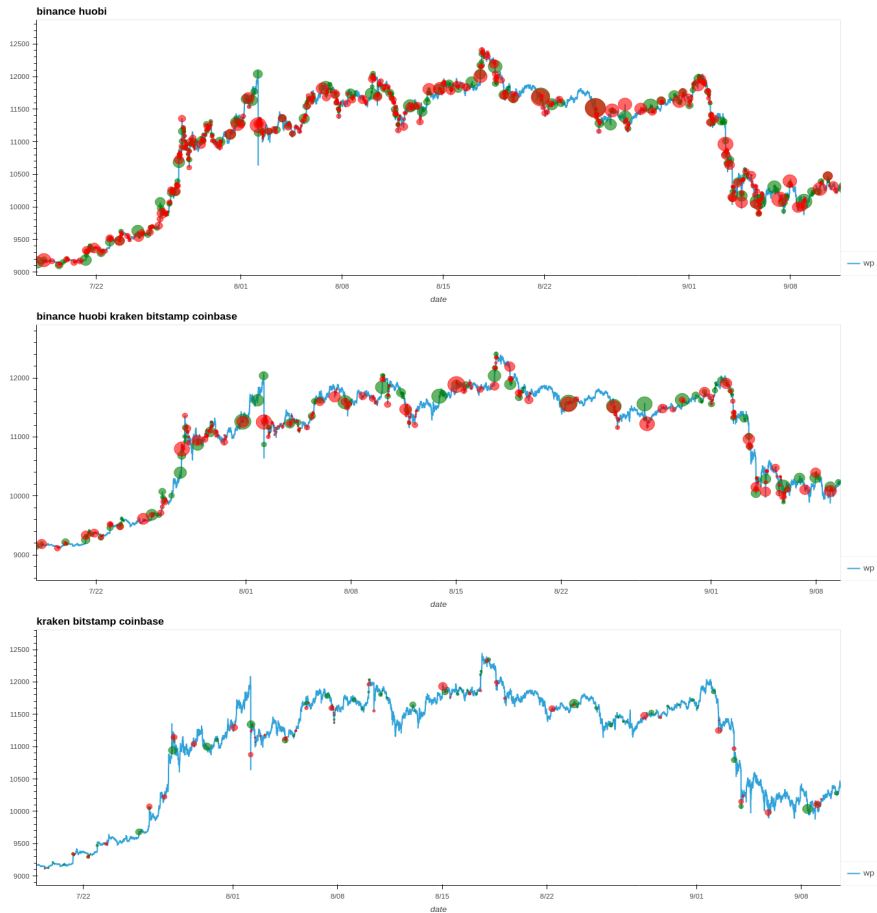 binance huobi
12500
12000
11500
11000
10500
10000
9500
9000
7/22 8/01 8/08 8/15 8/22 9/01 9/08
date
wp
binance huobi kraken bitstamp coinbase
12000
11000
10000
9000
7/22 8/01 8/08 8/15 8/22 9/01 9/08
date
wp
kraken bitstamp coinbase
12500
12000
11500
11000
10500
10000
9500
9000
7/22 8/01 8/08 8/15 8/22 9/01 9/08
date
wp